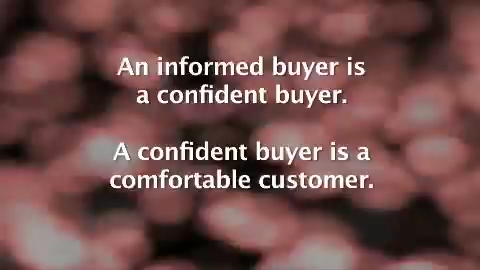 An informed buyer is
a confident buyer.
A confident buyer is a
comfortable customer.